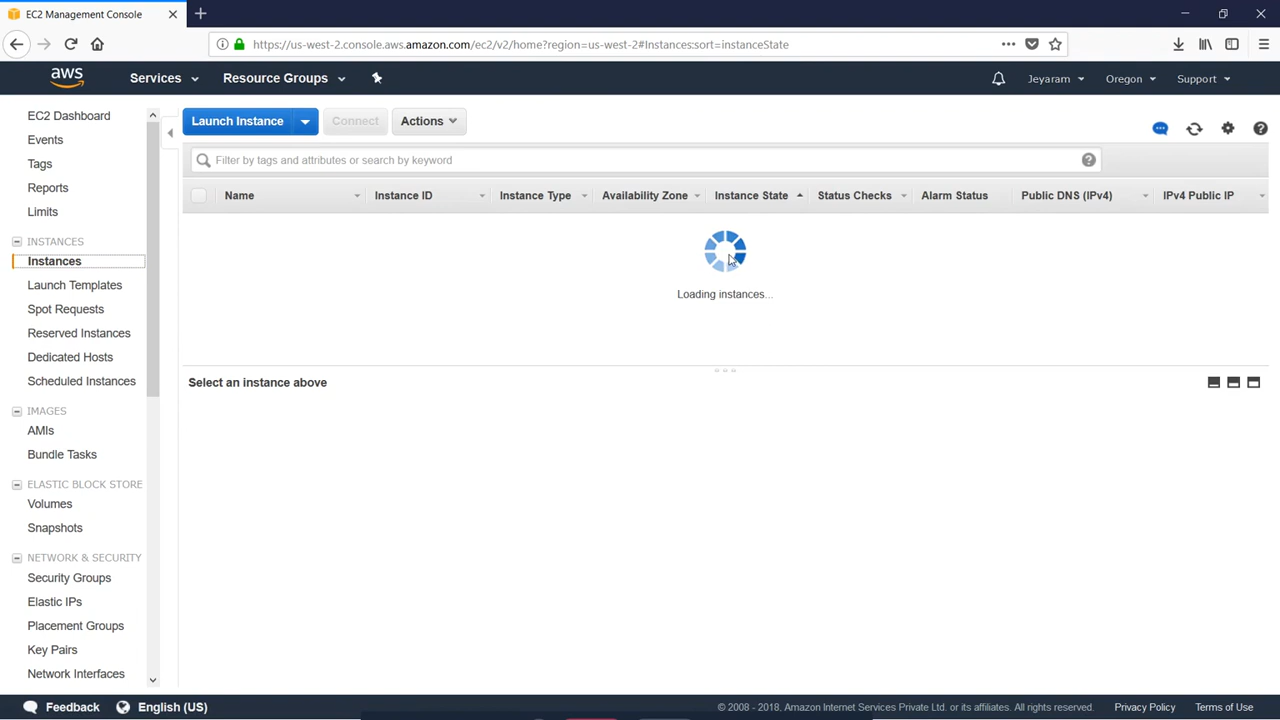 EC2 Management Console
https://us-west-2.console.aws.amazon.com/ec2/v2/home?region=us-west-2#Instances:sort=instanceState
aws Services Resource Groups Jeyaram Oregon Support
EC2 Dashboard
Events
Tags
Reports
Limits
INSTANCES
Instances
Launch Templates
Spot Requests
Reserved Instances
Dedicated Hosts
Scheduled Instances
IMAGES
AMIs
Bundle Tasks
ELASTIC BLOCK STORE
Volumes
Snapshots
NETWORK & SECURITY
Security Groups
Elastic IPs
Placement Groups
Key Pairs
Network Interfaces
Launch Instance Connect Actions
Filter by tags and attributes or search by keyword
Name Instance ID Instance Type Availability Zone Instance State Status Checks Alarm Status Public DNS (IPv4) IPv4 Public IP
Loading instances...
Select an instance above
Feedback English (US) © 2008 - 2018, Amazon Internet Services Private Ltd. or its affiliates. All rights reserved. Privacy Policy Terms of Use